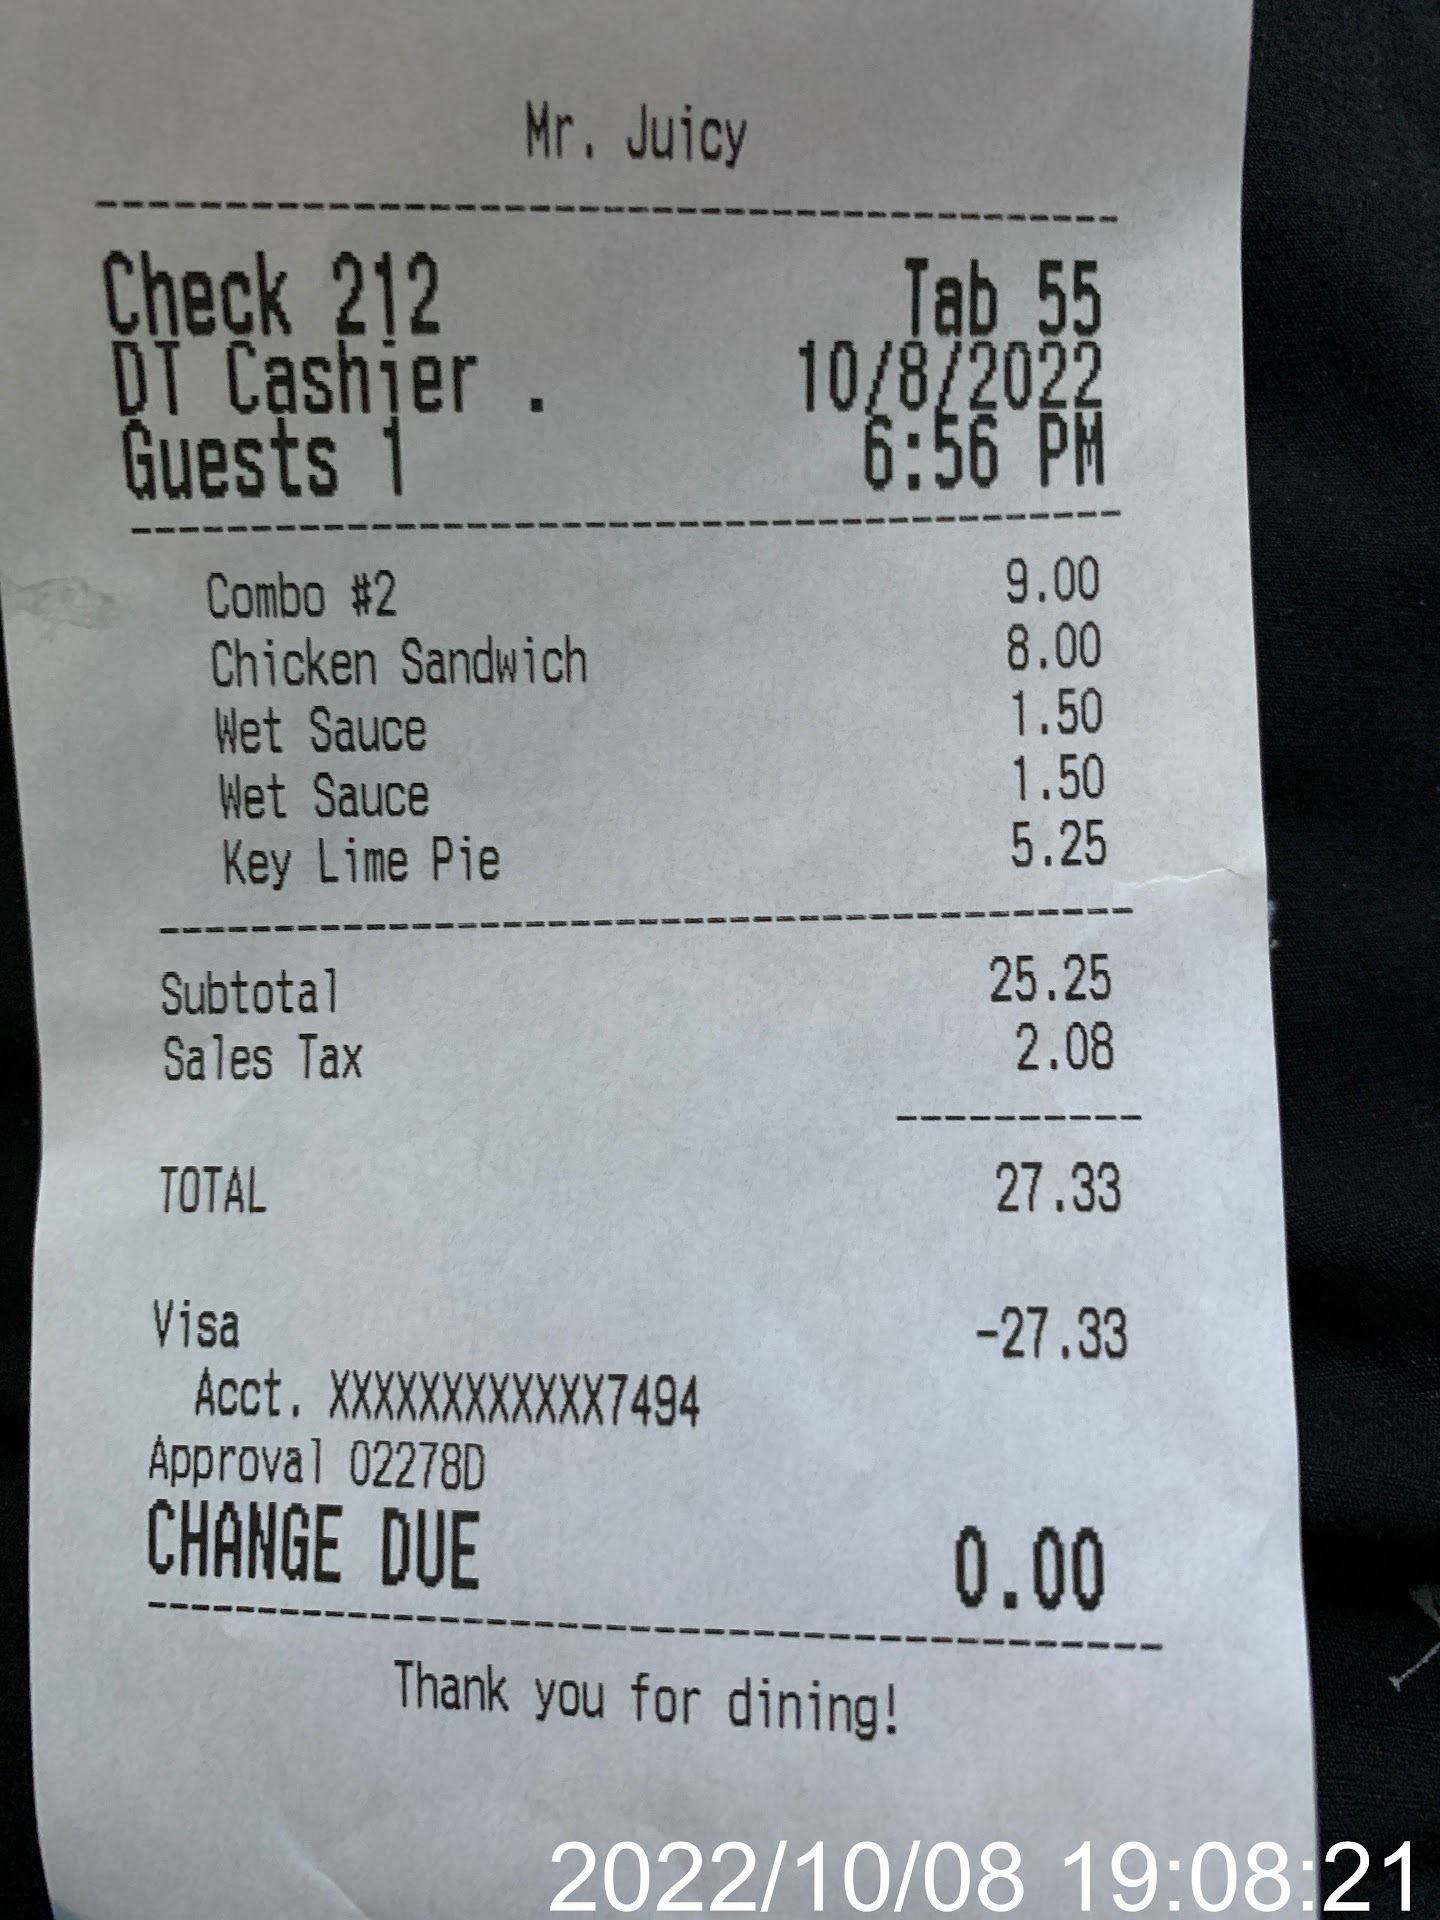 Mr. Juicy
Check 212 Tab 55
DT Cashier . 10/8/2022
Guests 1 6:56 PM
Combo #2 9.00
Chicken Sandwich 8.00
Wet Sauce 1.50
Wet Sauce 1.50
Key Lime Pie 5.25
Subtotal 25.25
Sales Tax 2.08
TOTAL 27.33
Visa -27.33
Acct. XXXXXXXXXXXX7494
Approval 02278D
CHANGE DUE 0.00
Thank you for dining!
2022/10/08 19:08:21